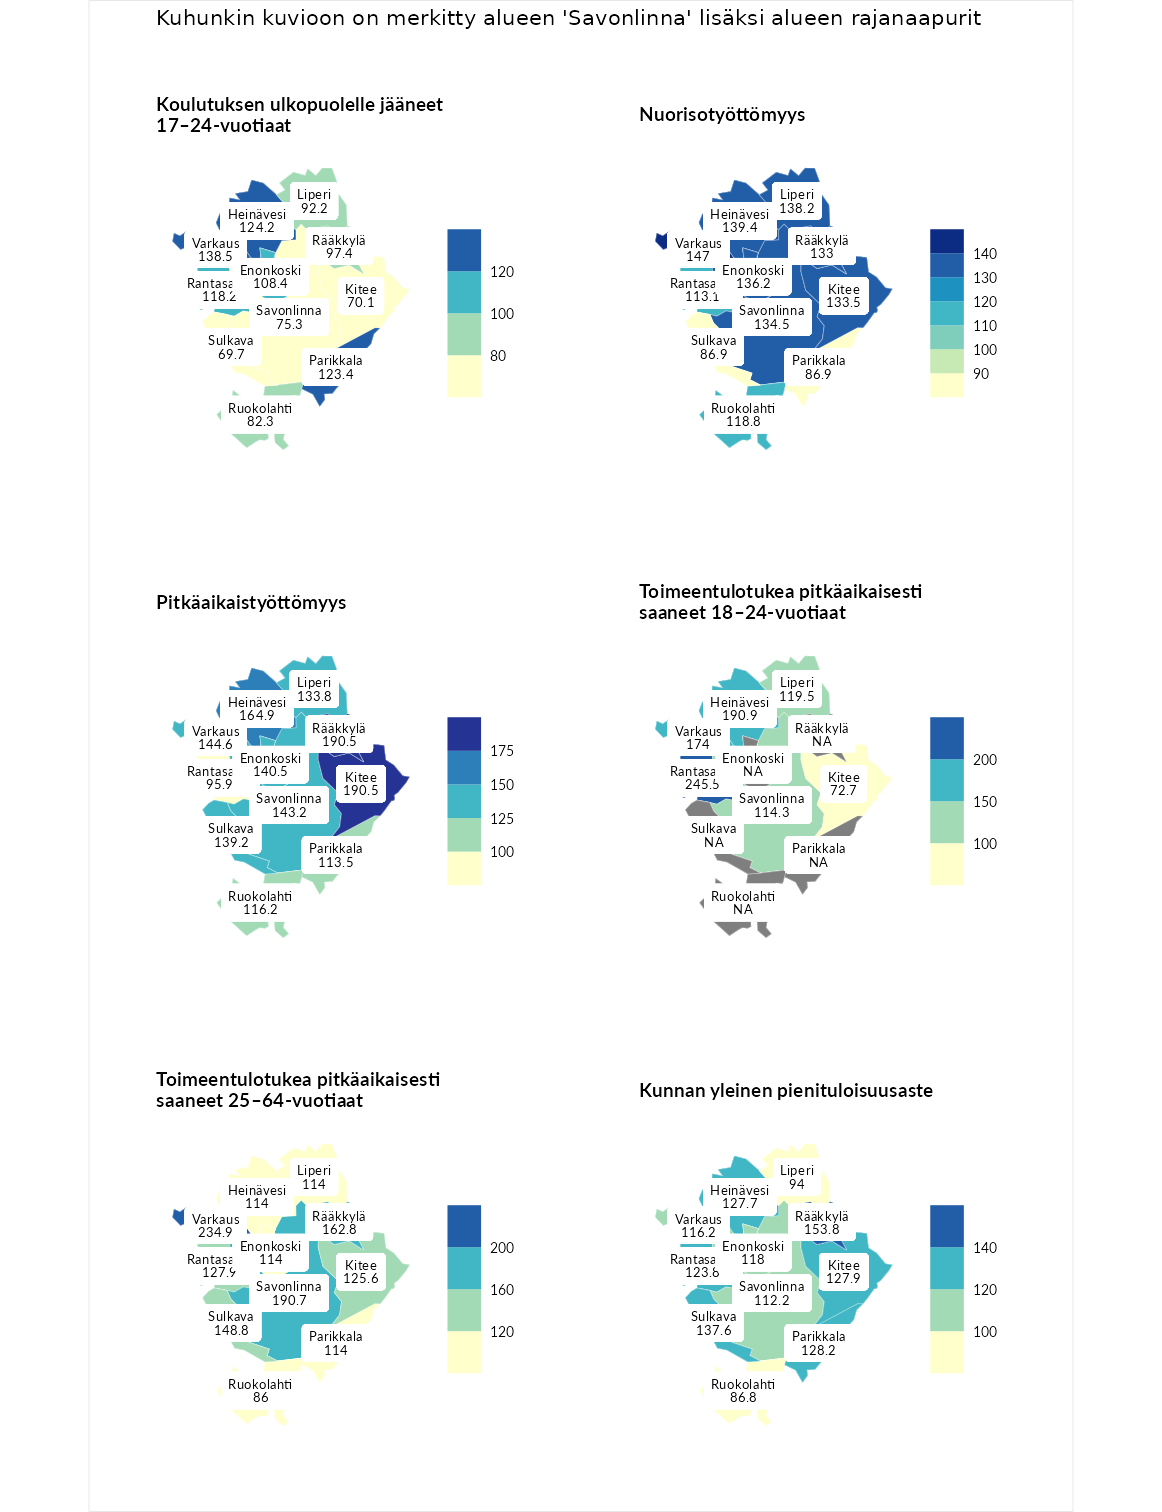 Kuhunkin kuvioon on merkitty alueen 'Savonlinna' lisäksi alueen rajanaapurit
Koulutuksen ulkopuolelle jääneet
17–24-vuotiaat
Liperi
92.2
Heinävesi
124.2
Varkaus
138.5
Rääkkylä
97.4
Enonkoski
108.4
Rantasa
118.2
Kitee
70.1
Savonlinna
75.3
Sulkava
69.7
Parikkala
123.4
Ruokolahti
82.3
120
100
80
Nuorisotyöttömyys
Liperi
138.2
Heinävesi
139.4
Varkaus
147
Rääkkylä
133
Enonkoski
136.2
Rantasa
113.1
Kitee
133.5
Savonlinna
134.5
Sulkava
86.9
Parikkala
86.9
Ruokolahti
118.8
140
130
120
110
100
90
Pitkäaikaistyöttömyys
Liperi
133.8
Heinävesi
164.9
Varkaus
144.6
Rääkkylä
190.5
Enonkoski
140.5
Rantasa
95.9
Kitee
190.5
Savonlinna
143.2
Sulkava
139.2
Parikkala
113.5
Ruokolahti
116.2
175
150
125
100
Toimeentulotukea pitkäaikaisesti
saaneet 18–24-vuotiaat
Liperi
119.5
Heinävesi
190.9
Varkaus
174
Rääkkylä
NA
Enonkoski
NA
Rantasa
245.5
Kitee
72.7
Savonlinna
114.3
Sulkava
NA
Parikkala
NA
Ruokolahti
NA
200
150
100
Toimeentulotukea pitkäaikaisesti
saaneet 25–64-vuotiaat
Liperi
114
Heinävesi
114
Varkaus
234.9
Rääkkylä
162.8
Enonkoski
114
Rantasa
127.9
Kitee
125.6
Savonlinna
190.7
Sulkava
148.8
Parikkala
114
Ruokolahti
86
200
160
120
Kunnan yleinen pienituloisuusaste
Liperi
94
Heinävesi
127.7
Varkaus
116.2
Rääkkylä
153.8
Enonkoski
118
Rantasa
123.6
Kitee
127.9
Savonlinna
112.2
Sulkava
137.6
Parikkala
128.2
Ruokolahti
86.8
140
120
100